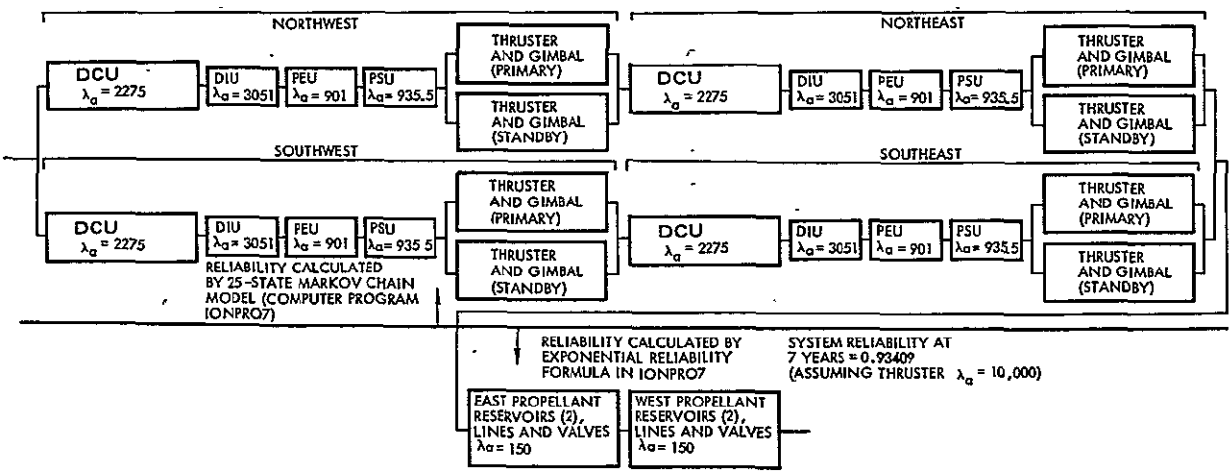 NORTHWEST
NORTHEAST
DCU
λa = 2275
DIU
λa = 3051
PEU
λa = 901
PSU
λa = 935.5
THRUSTER
AND GIMBAL
(PRIMARY)
THRUSTER
AND GIMBAL
(STANDBY)
DCU
λa = 2275
DIU
λa = 3051
PEU
λa = 901
PSU
λa = 935.5
THRUSTER
AND GIMBAL
(PRIMARY)
THRUSTER
AND GIMBAL
(STANDBY)
SOUTHWEST
SOUTHEAST
DCU
λa = 2275
DIU
λa = 3051
PEU
λa = 901
PSU
λa = 935 5
THRUSTER
AND GIMBAL
(PRIMARY)
THRUSTER
AND GIMBAL
(STANDBY)
DCU
λa = 2275
DIU
λa = 3051
PEU
λa = 901
PSU
λa = 935.5
THRUSTER
AND GIMBAL
(PRIMARY)
THRUSTER
AND GIMBAL
(STANDBY)
RELIABILITY CALCULATED
BY 25-STATE MARKOV CHAIN
MODEL (COMPUTER PROGRAM
IONPRO7)
RELIABILITY CALCULATED BY
EXPONENTIAL RELIABILITY
FORMULA IN IONPRO7
SYSTEM RELIABILITY AT
7 YEARS = 0.93409
(ASSUMING THRUSTER λa = 10,000)
EAST PROPELLANT
RESERVOIRS (2),
LINES AND VALVES
λa = 150
WEST PROPELLANT
RESERVOIRS (2),
LINES AND VALVES
λa = 150